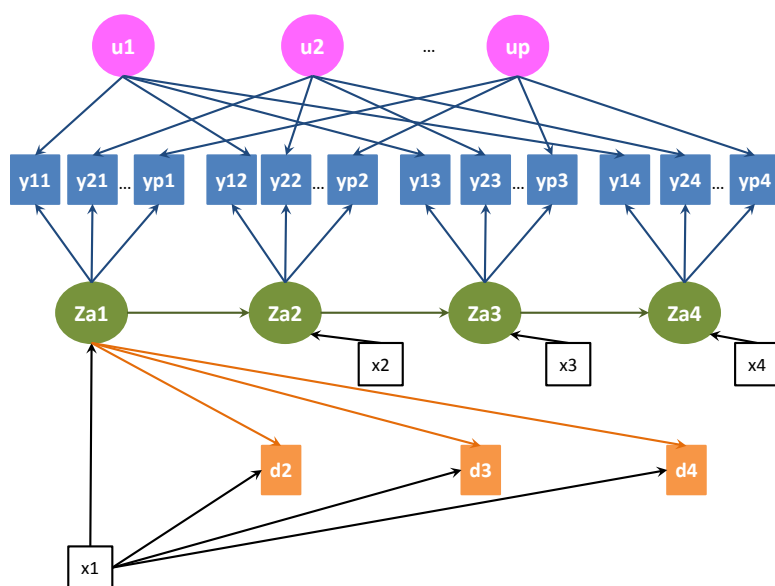 u1 u2 ... up
y11 y21 ... yp1 y12 y22 ... yp2 y13 y23 ... yp3 y14 y24 ... yp4
Za1 Za2 Za3 Za4
x2 x3 x4
d2 d3 d4
x1